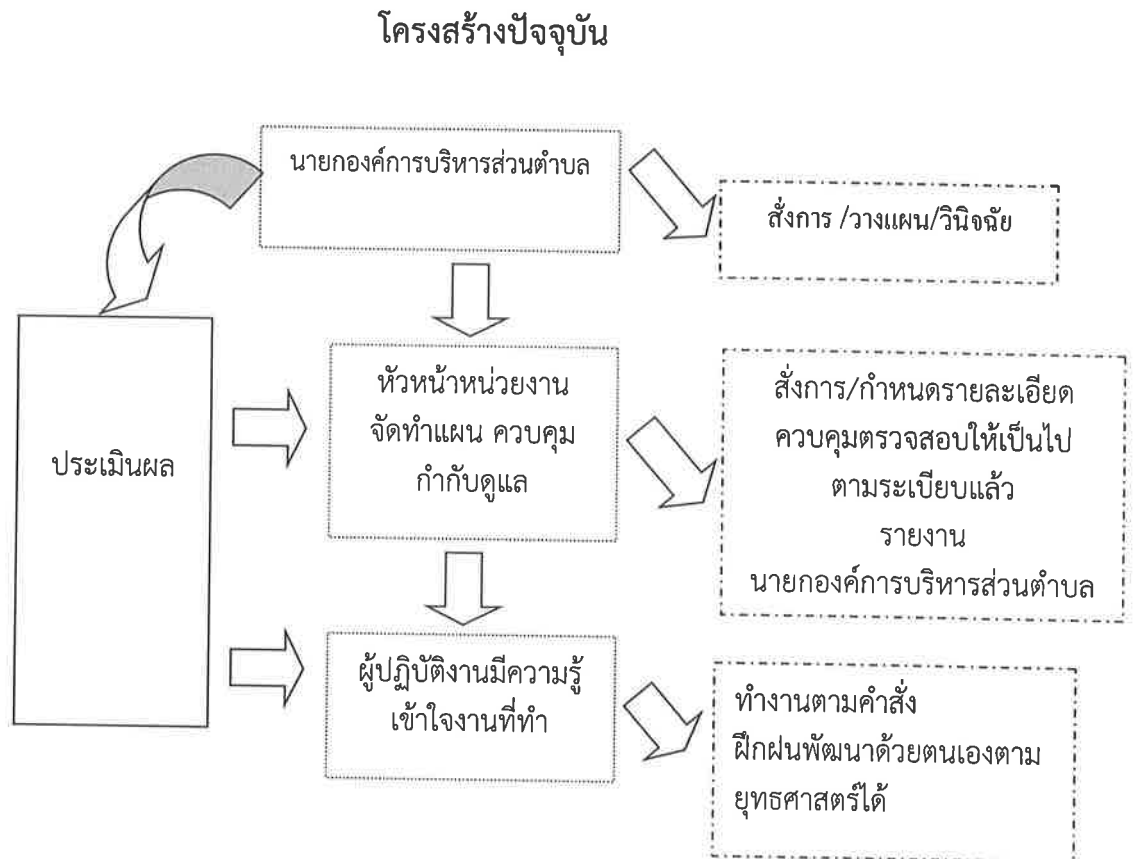 โครงสร้างปัจจุบัน
นายกองค์การบริหารส่วนตำบล
สั่งการ /วางแผน/วินิจฉัย
หัวหน้าหน่วยงาน
จัดทำแผน ควบคุม
กำกับดูแล
สั่งการ/กำหนดรายละเอียด
ควบคุมตรวจสอบให้เป็นไป
ตามระเบียบแล้ว
รายงาน
นายกองค์การบริหารส่วนตำบล
ประเมินผล
ผู้ปฏิบัติงานมีความรู้
เข้าใจงานที่ทำ
ทำงานตามคำสั่ง
ฝึกฝนพัฒนาด้วยตนเองตาม
ยุทธศาสตร์ได้